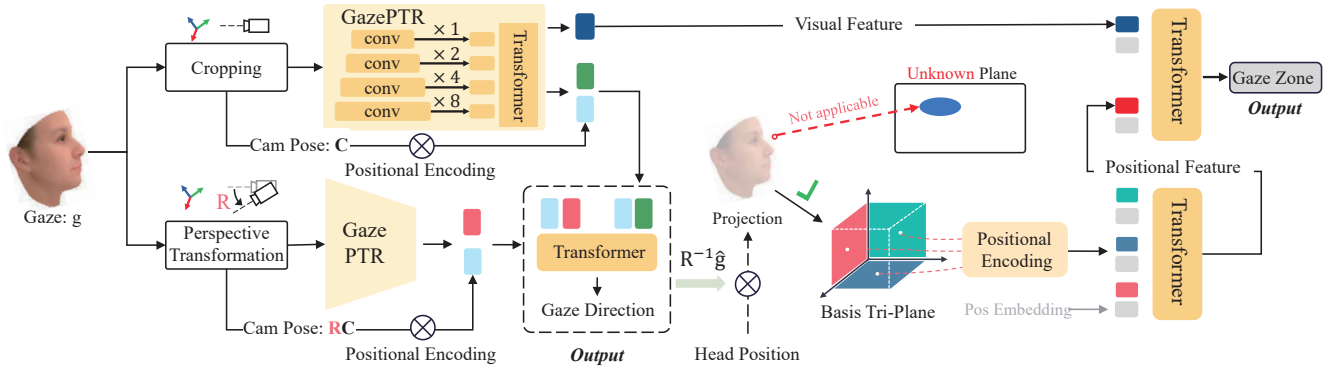 Gaze: g
Cropping
Cam Pose: C
Positional Encoding
GazePTR
conv
× 1
conv
× 2
conv
× 4
conv
× 8
Transformer
R
Perspective
Transformation
Cam Pose: RC
Positional Encoding
Gaze
PTR
Transformer
Gaze Direction
Output
R⁻¹ĝ
Visual Feature
Unknown Plane
Not applicable
Projection
Head Position
Basis Tri-Plane
Positional
Encoding
Pos Embedding
Transformer
Positional Feature
Transformer
Gaze Zone
Output